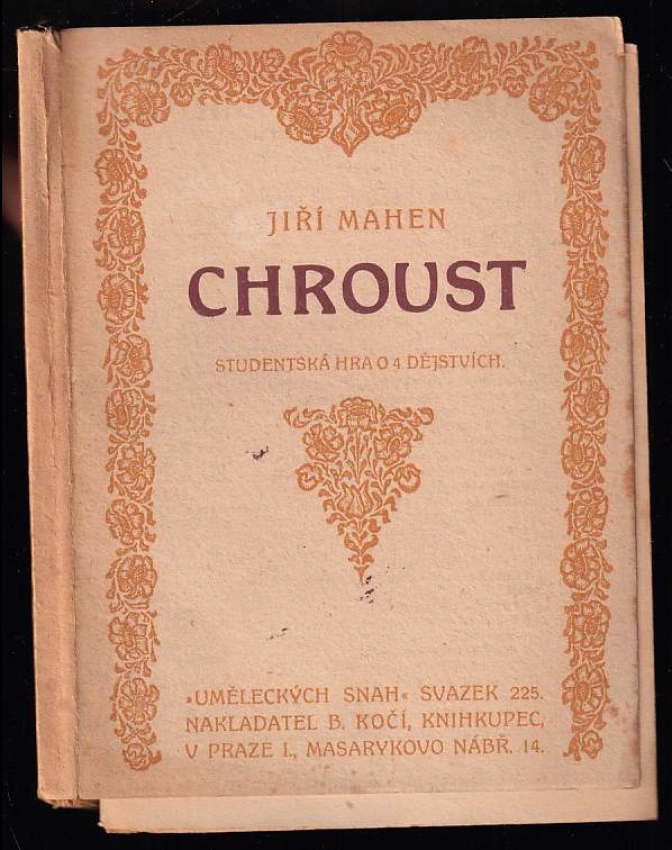 JIŘÍ MAHEN
CHROUST
STUDENTSKÁ HRA O 4 DĚJSTVÍCH.
»UMĚLECKÝCH SNAH« SVAZEK 225.
NAKLADATEL B. KOČÍ, KNIHKUPEC,
V PRAZE I., MASARYKOVO NÁBŘ. 14.